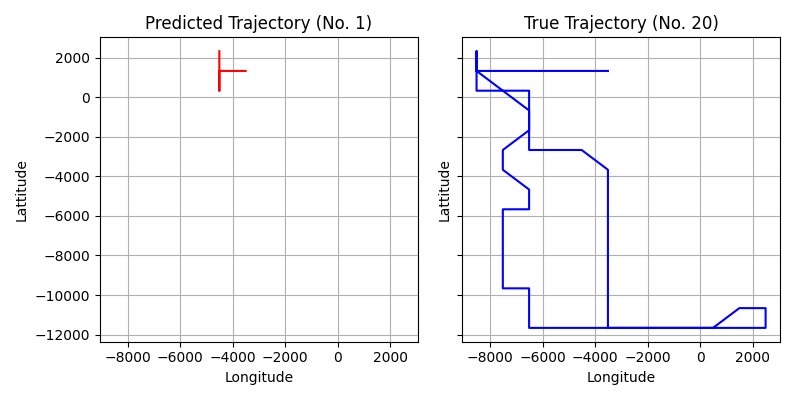 Predicted Trajectory (No. 1)
True Trajectory (No. 20)
Lattitude
2000
0
−2000
−4000
−6000
−8000
−10000
−12000
−8000 −6000 −4000 −2000 0 2000
Longitude
Lattitude
−8000 −6000 −4000 −2000 0 2000
Longitude